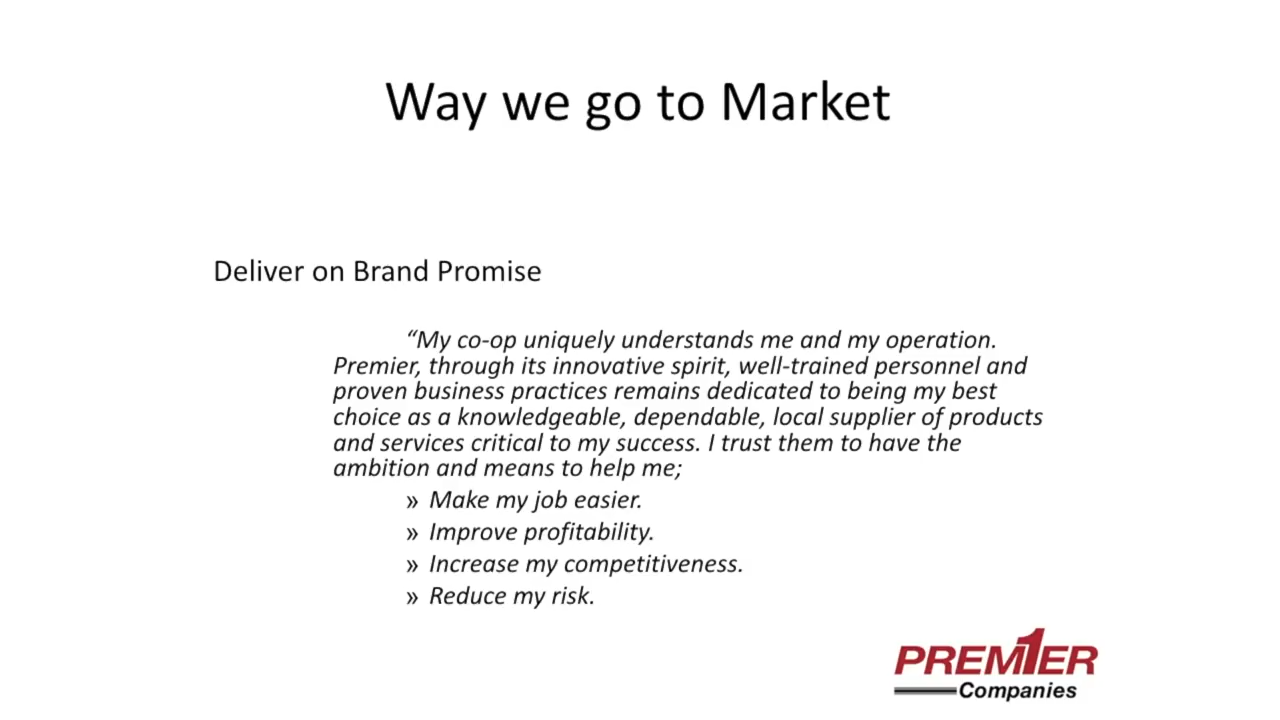 Way we go to Market
Deliver on Brand Promise
“My co-op uniquely understands me and my operation.
Premier, through its innovative spirit, well-trained personnel and
proven business practices remains dedicated to being my best
choice as a knowledgeable, dependable, local supplier of products
and services critical to my success. I trust them to have the
ambition and means to help me;
» Make my job easier.
» Improve profitability.
» Increase my competitiveness.
» Reduce my risk.
PREM1ER
Companies